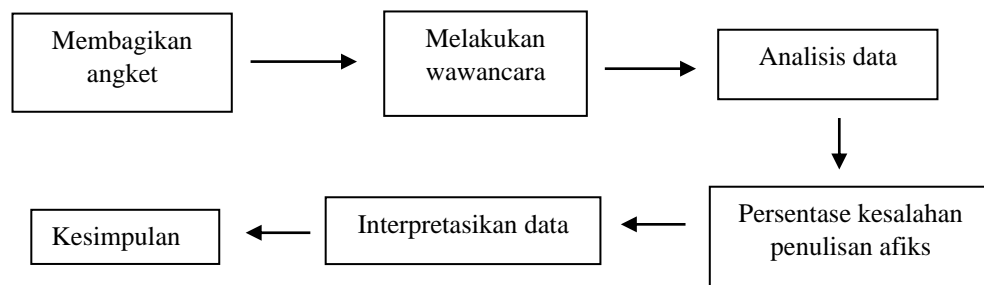 Membagikan
angket
Melakukan
wawancara
Analisis data
Persentase kesalahan
penulisan afiks
Interpretasikan data
Kesimpulan